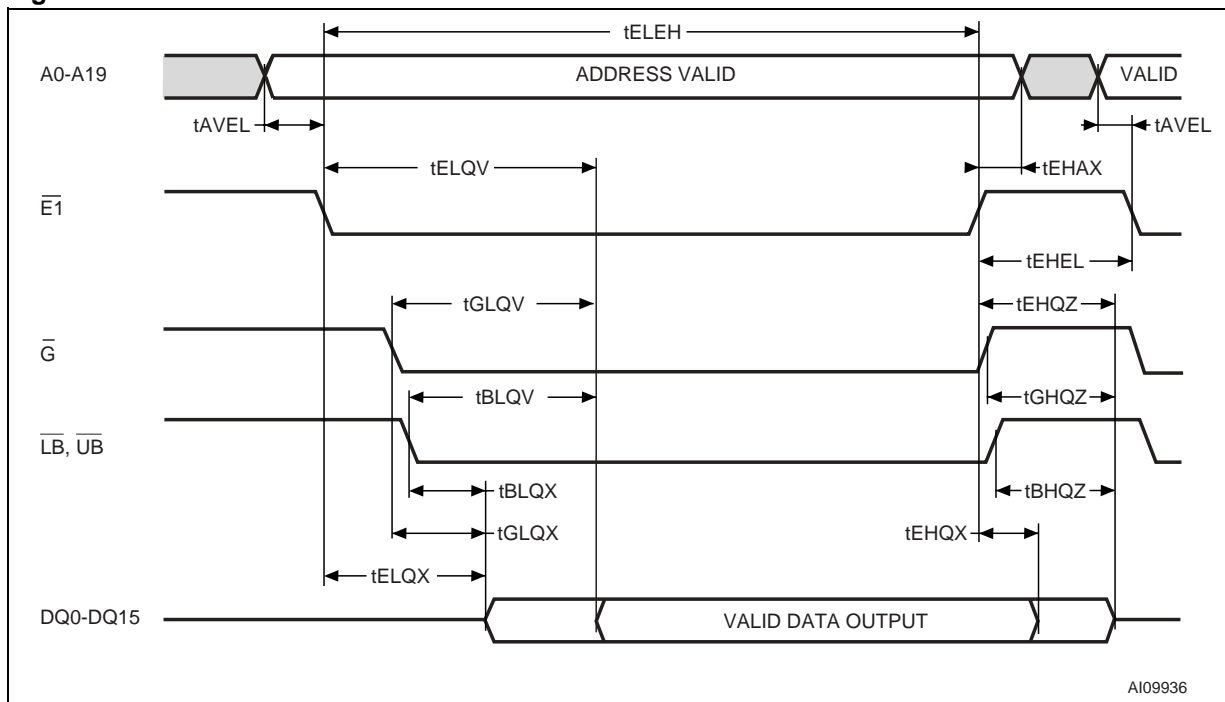 tELEH
A0-A19
ADDRESS VALID
VALID
tAVEL
tAVEL
tELQV
tEHAX
E1
tEHEL
tGLQV
tEHQZ
G
tBLQV
tGHQZ
LB, UB
tBLQX
tBHQZ
tGLQX
tEHQX
tELQX
DQ0-DQ15
VALID DATA OUTPUT
AI09936